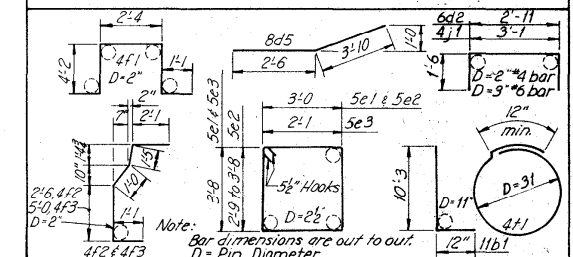 2'-4
4'-2
4f1
D=2"
1'-1
8d5
2'-6
3'-10
1'-0
6d2
4j1
2'-11
3'-1
1'-6
D=2" #4 bar
D=3" #6 bar
2"
7"
2'-1
10"
1'-5
1'-0
2'-6, 4f2
5'-0, 4f3
D=2"
1'-1
4f2 & 4f3
5e1 & 5e3
5e2
3'-0
5e1 & 5e2
2'-1
5e3
3'-8
2'-9 to 3'-8
5½" Hooks
D=2½"
10'-3
D=11"
12"
11b1
12"
min.
D=31
4t1
Note:
Bar dimensions are out to out.
D = Pin Diameter